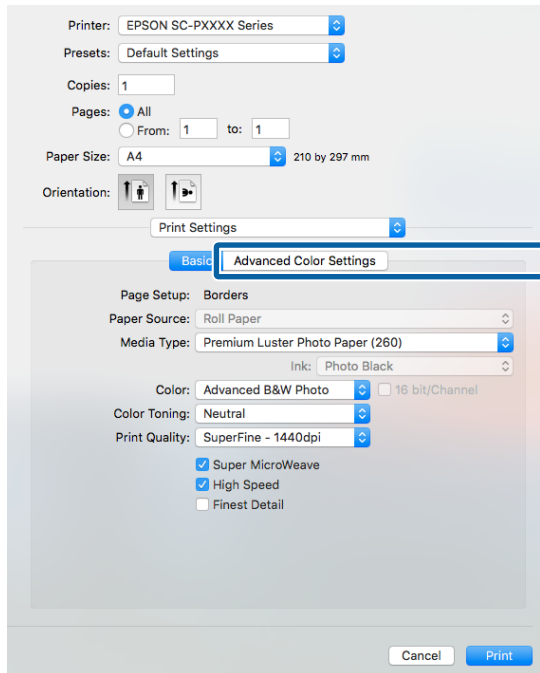 Printer: EPSON SC-PXXXX Series
Presets: Default Settings
Copies: 1
Pages: All
From: 1 to: 1
Paper Size: A4 210 by 297 mm
Orientation:
Print Settings
Basic Advanced Color Settings
Page Setup: Borders
Paper Source: Roll Paper
Media Type: Premium Luster Photo Paper (260)
Ink: Photo Black
Color: Advanced B&W Photo 16 bit/Channel
Color Toning: Neutral
Print Quality: SuperFine - 1440dpi
Super MicroWeave
High Speed
Finest Detail
Cancel Print